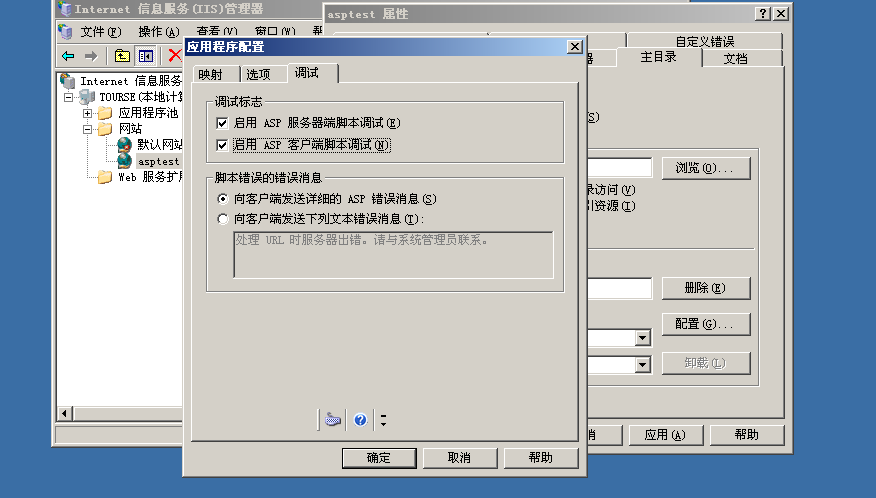 Internet 信息服务(IIS)管理器
文件(F) 操作(A) 查看(V) 窗口(W)
Internet 信息服务
TOURSE(本地计算
应用程序池
网站
默认网站
asptest
Web 服务扩展
asptest 属性
自定义错误
主目录
文档
(S)
浏览(O)...
录访问(V)
引资源(I)
删除(E)
配置(G)...
卸载(L)
消
应用(A)
帮助
应用程序配置
映射 选项 调试
调试标志
启用 ASP 服务器端脚本调试(E)
启用 ASP 客户端脚本调试(N)
脚本错误的错误消息
向客户端发送详细的 ASP 错误消息(S)
向客户端发送下列文本错误消息(T):
处理 URL 时服务器出错。请与系统管理员联系。
确定 取消 帮助